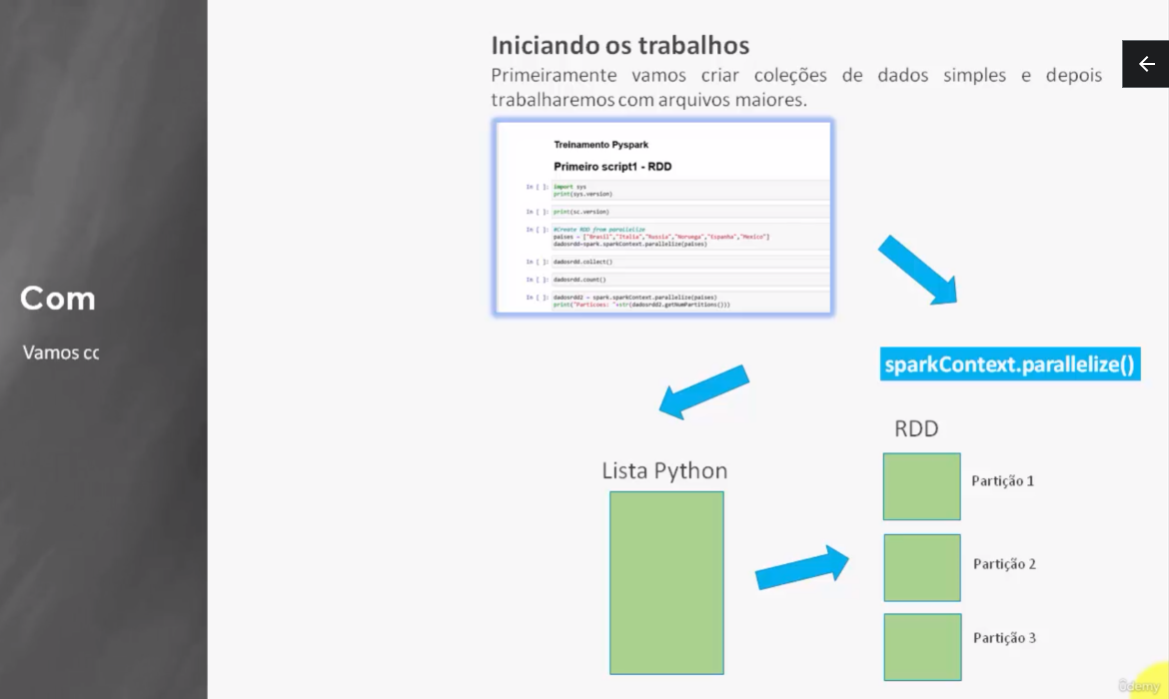 Iniciando os trabalhos
Primeiramente vamos criar coleções de dados simples e depois
trabalharemos com arquivos maiores.
Treinamento Pyspark
Primeiro script1 - RDD
In [ ]: import sys
print(sys.version)
In [ ]: print(sc.version)
In [ ]: #Create RDD from parallelize
paises = ["Brasil","Italia","Russia","Noruega","Espanha","Mexico"]
dadosrdd=spark.sparkContext.parallelize(paises)
In [ ]: dadosrdd.collect()
In [ ]: dadosrdd.count()
In [ ]: dadosrdd2 = spark.sparkContext.parallelize(paises)
print("Particoes: "+str(dadosrdd2.getNumPartitions()))
Com
Vamos cc
sparkContext.parallelize()
RDD
Lista Python
Partição 1
Partição 2
Partição 3
ûdemy